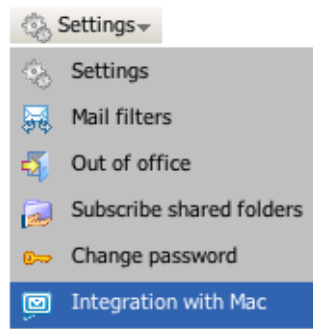 Settings
Settings
Mail filters
Out of office
Subscribe shared folders
Change password
Integration with Mac